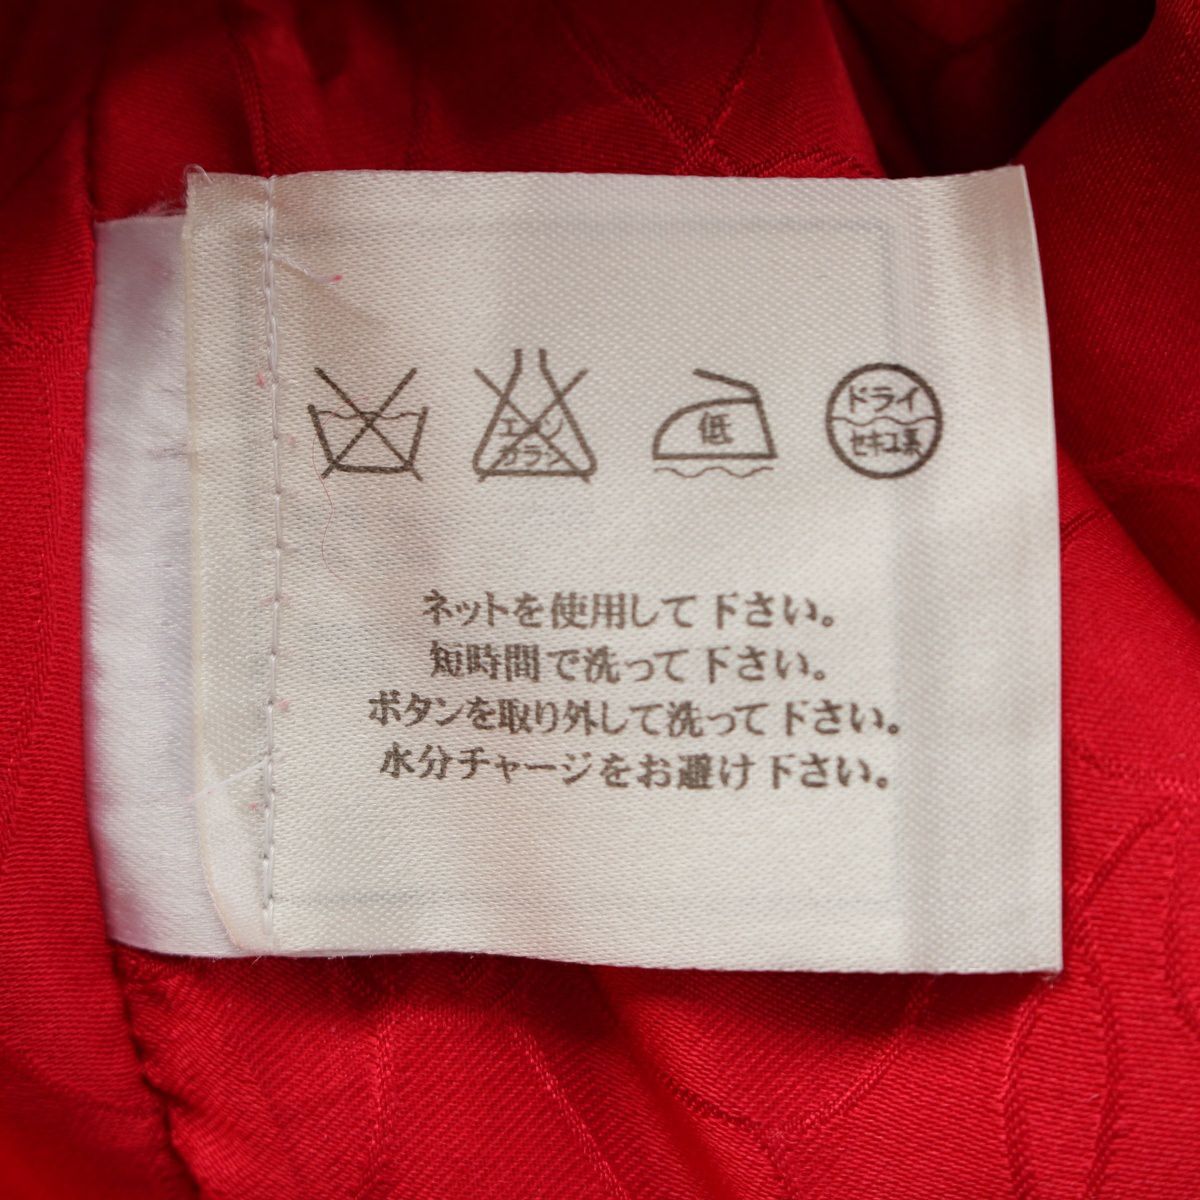 エンソ
カラシ
低
ドライ
セキユ系
ネットを使用して下さい。
短時間で洗って下さい。
ボタンを取り外して洗って下さい。
水分チャージをお避け下さい。